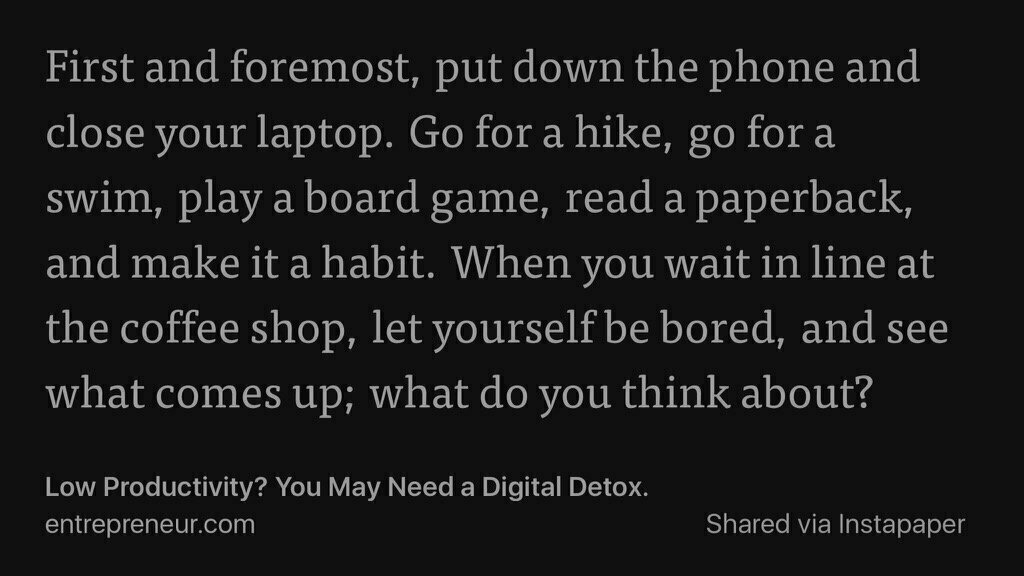 First and foremost, put down the phone and
close your laptop. Go for a hike, go for a
swim, play a board game, read a paperback,
and make it a habit. When you wait in line at
the coffee shop, let yourself be bored, and see
what comes up; what do you think about?
Low Productivity? You May Need a Digital Detox.
entrepreneur.com
Shared via Instapaper